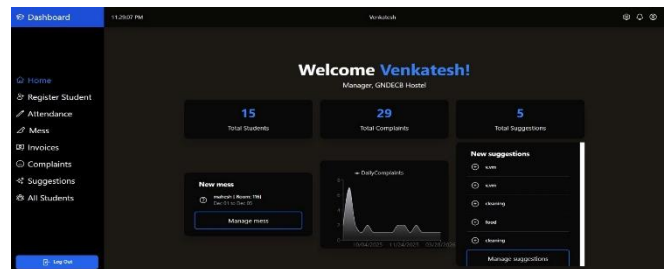 Dashboard
11:29:07 PM
Venkatesh
Home
Register Student
Attendance
Mess
Invoices
Complaints
Suggestions
All Students
Log Out
Welcome Venkatesh!
Manager, GNDECB Hostel
15
Total Students
29
Total Complaints
5
Total Suggestions
New mess
Manage mess
DailyComplaints
New suggestions
cleaning
food
cleaning
Manage suggestions